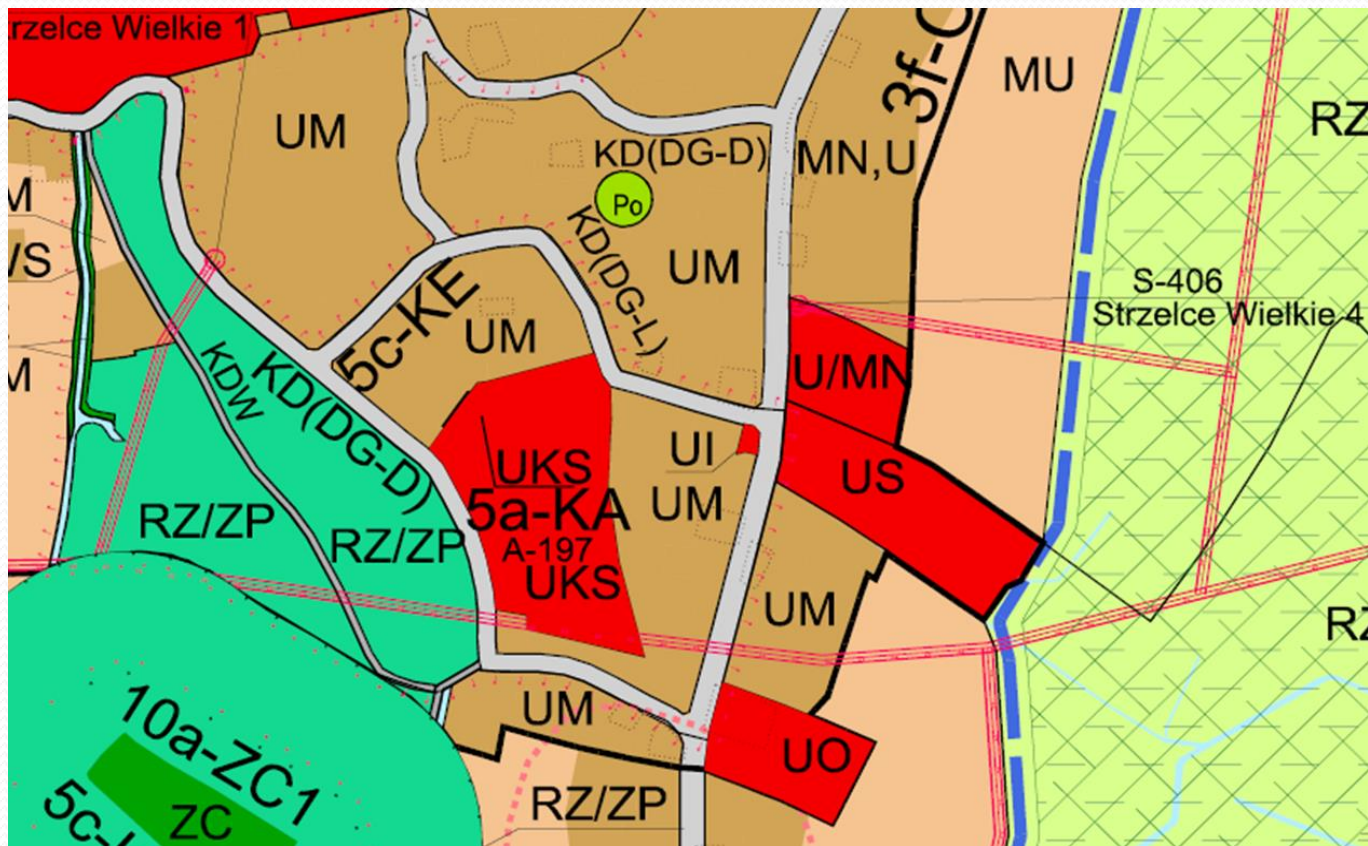 rzelce Wielkie 1
UM
3f-
MU
RZ
KD(DG-D)
MN,U
Po
KD(DG-L)
UM
M
/S
S-406
Strzelce Wielkie 4
5c-KE
UM
M
KDW
KD(DG-D)
U/MN
UI
UM
US
UKS
5a-KA
A-197
UKS
RZ/ZP
RZ/ZP
UM
RZ
UM
10a-ZC1
UO
5c-
ZC
RZ/ZP